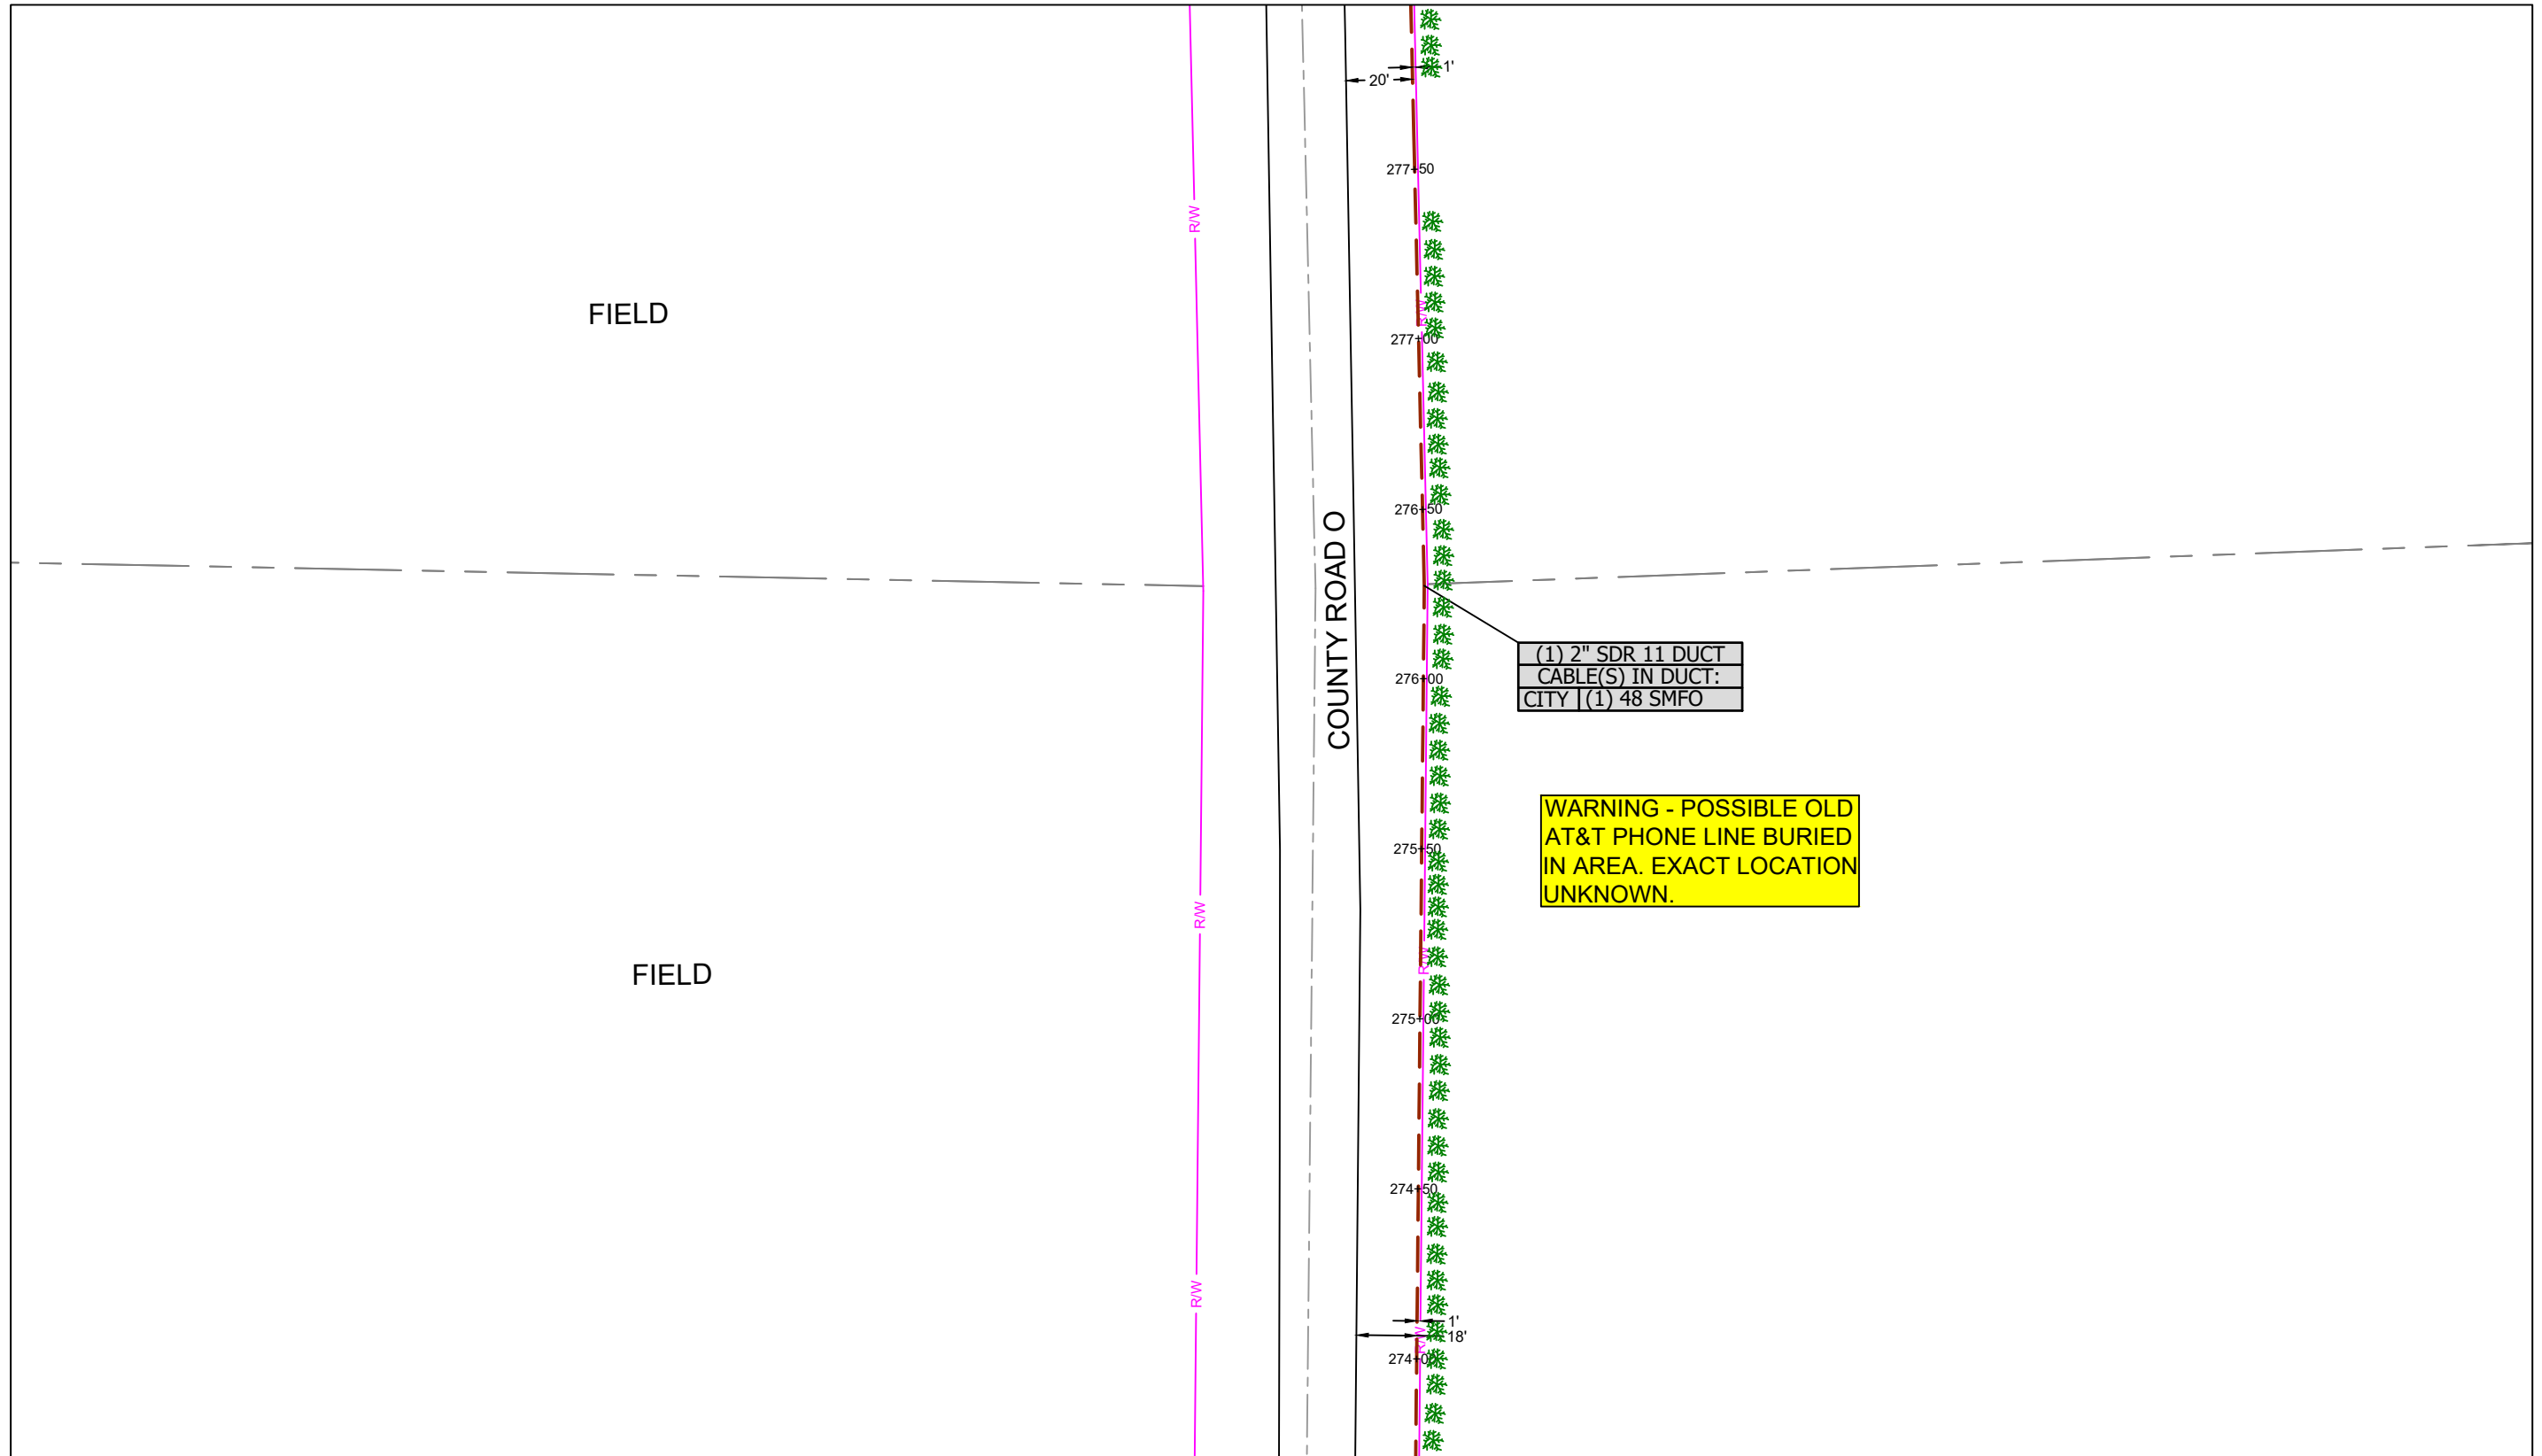 1'
20'
277+50
R/W
FIELD
R/W
277+00
276+50
COUNTY ROAD O
(1) 2" SDR 11 DUCT
CABLE(S) IN DUCT:
CITY (1) 48 SMFO
276+00
WARNING - POSSIBLE OLD
AT&T PHONE LINE BURIED
IN AREA. EXACT LOCATION
UNKNOWN.
275+50
R/W
R/W
FIELD
275+00
274+50
R/W
1'
18'
R/W
274+00